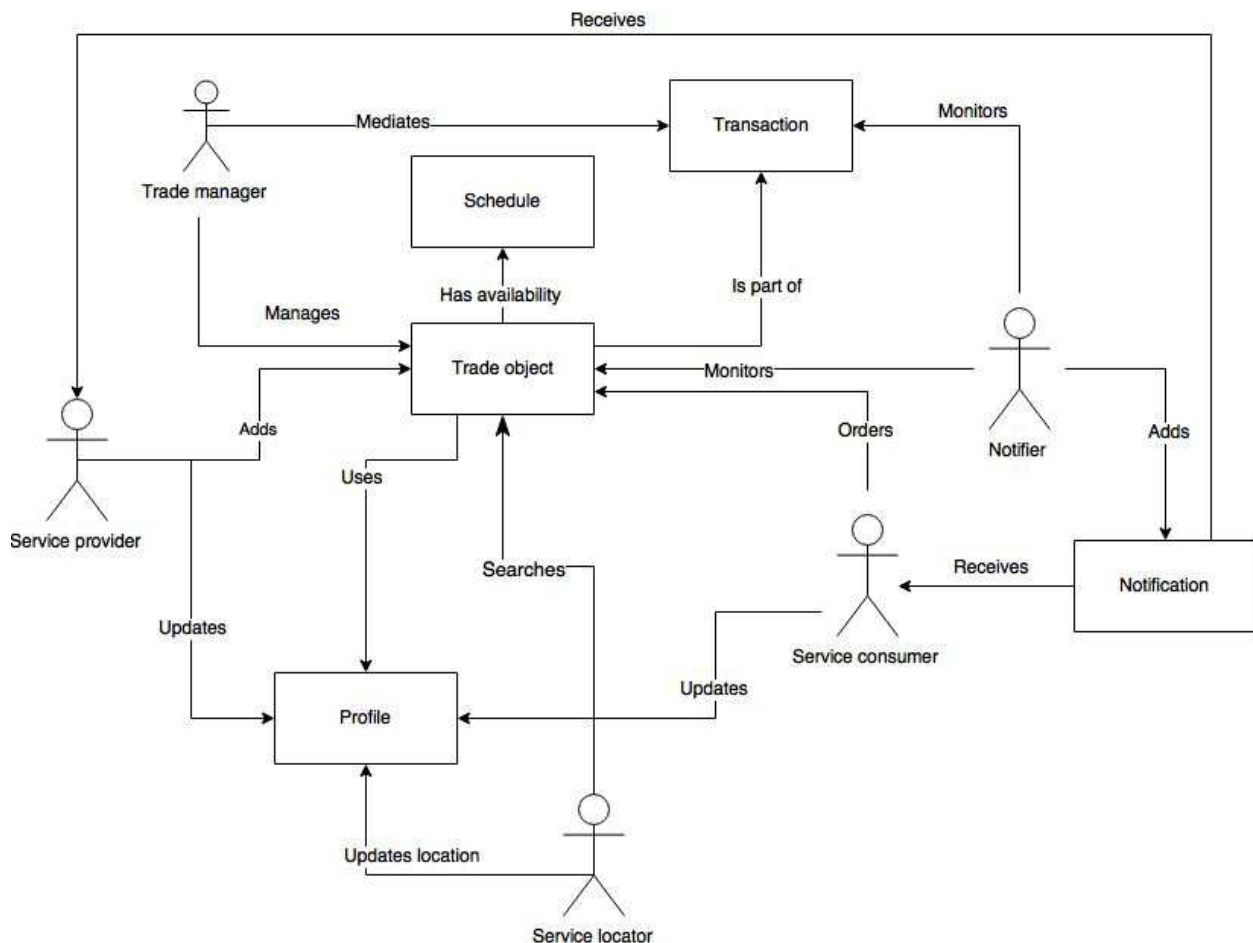 Receives
Mediates
Transaction
Monitors
Trade manager
Schedule
Has availability
Is part of
Manages
Trade object
Monitors
Adds
Orders
Notifier
Adds
Uses
Service provider
Searches
Receives
Notification
Updates
Service consumer
Updates
Profile
Updates location
Service locator